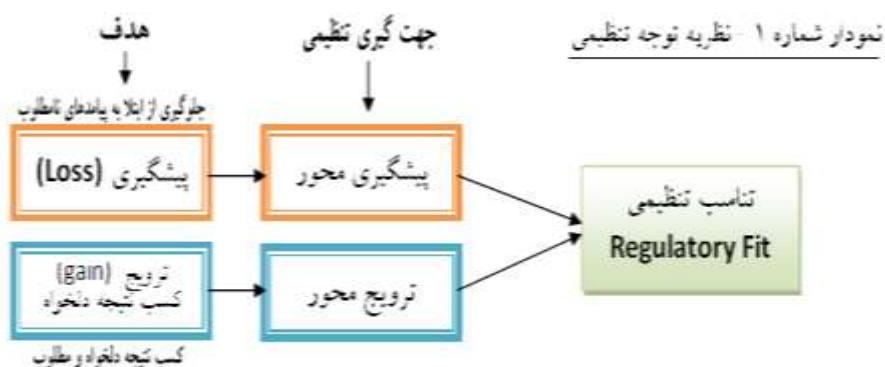 نمودار شماره ۱ - نظریه توجه تنظیمی
جهت گیری تنظیمی
هدف
جلوگیری از ابتلا به پیامدهای نامطلوب
پیشگیری (Loss)
پیشگیری محور
تناسب تنظیمی
Regulatory Fit
ترویج (gain)
کسب نتیجه دلخواه
ترویج محور
کسب نتیجه دلخواه و مطلوب